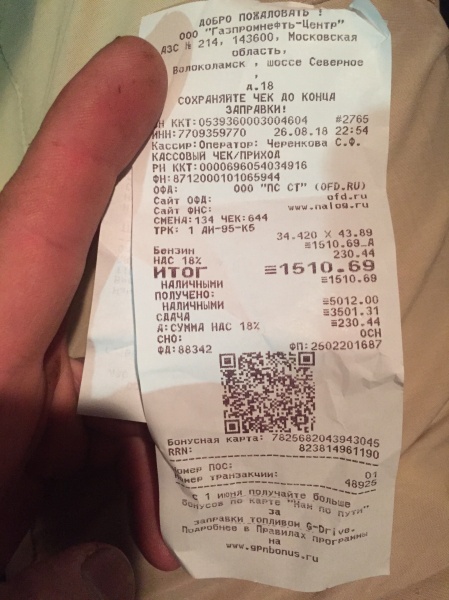 ДОБРО ПОЖАЛОВАТЬ !
ООО "Газпромнефть-Центр"
АЗС № 214, 143600, Московская
область,
Волоколамск , шоссе Северное
,
д.18
СОХРАНЯЙТЕ ЧЕК ДО КОНЦА
ЗАПРАВКИ!
ЗН ККТ:0539360003004604 #2765
ИНН:7709359770 26.08.18 22:54
Кассир:Оператор: Черенкова С.Ф.
КАССОВЫЙ ЧЕК/ПРИХОД
РН ККТ:0000696054034916
ФН:8712000101065944
ОФД: ООО "ПС СТ" (OFD.RU)
Сайт ОФД: ofd.ru
Сайт ФНС: www.nalog.ru
СМЕНА:134 ЧЕК:644
ТРК: 1 АИ-95-К5
34.420 X 43.89
Бензин ≡1510.69_А
НДС 18% 230.44
ИТОГ ≡1510.69
НАЛИЧНЫМИ ≡1510.69
ПОЛУЧЕНО:
НАЛИЧНЫМИ ≡5012.00
СДАЧА ≡3501.31
А:СУММА НДС 18% ≡230.44
СНО: ОСН
ФД:88342 ФП:2602201687
Бонусная карта: 7825682043943045
RRN: 823814961190
Номер ПОС: 01
Номер транзакции: 48925
С 1 июня получайте больше
бонусов по карте "Нам по пути"
за
заправки топливом G-Drive.
Подробнее в Правилах программы
на
www.gpnbonus.ru